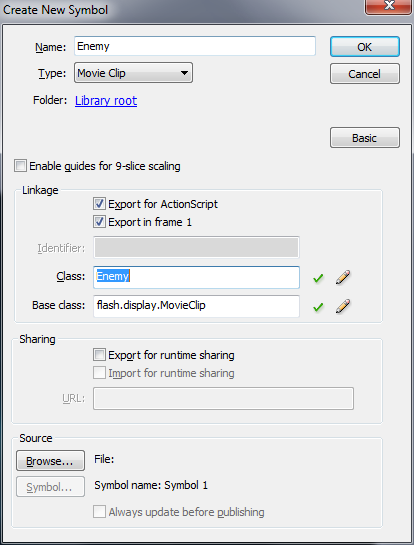 Create New Symbol
Name: Enemy
OK
Type: Movie Clip
Cancel
Folder: Library root
Basic
Enable guides for 9-slice scaling
Linkage
Export for ActionScript
Export in frame 1
Identifier:
Class: Enemy
Base class: flash.display.MovieClip
Sharing
Export for runtime sharing
Import for runtime sharing
URL:
Source
Browse... File:
Symbol... Symbol name: Symbol 1
Always update before publishing